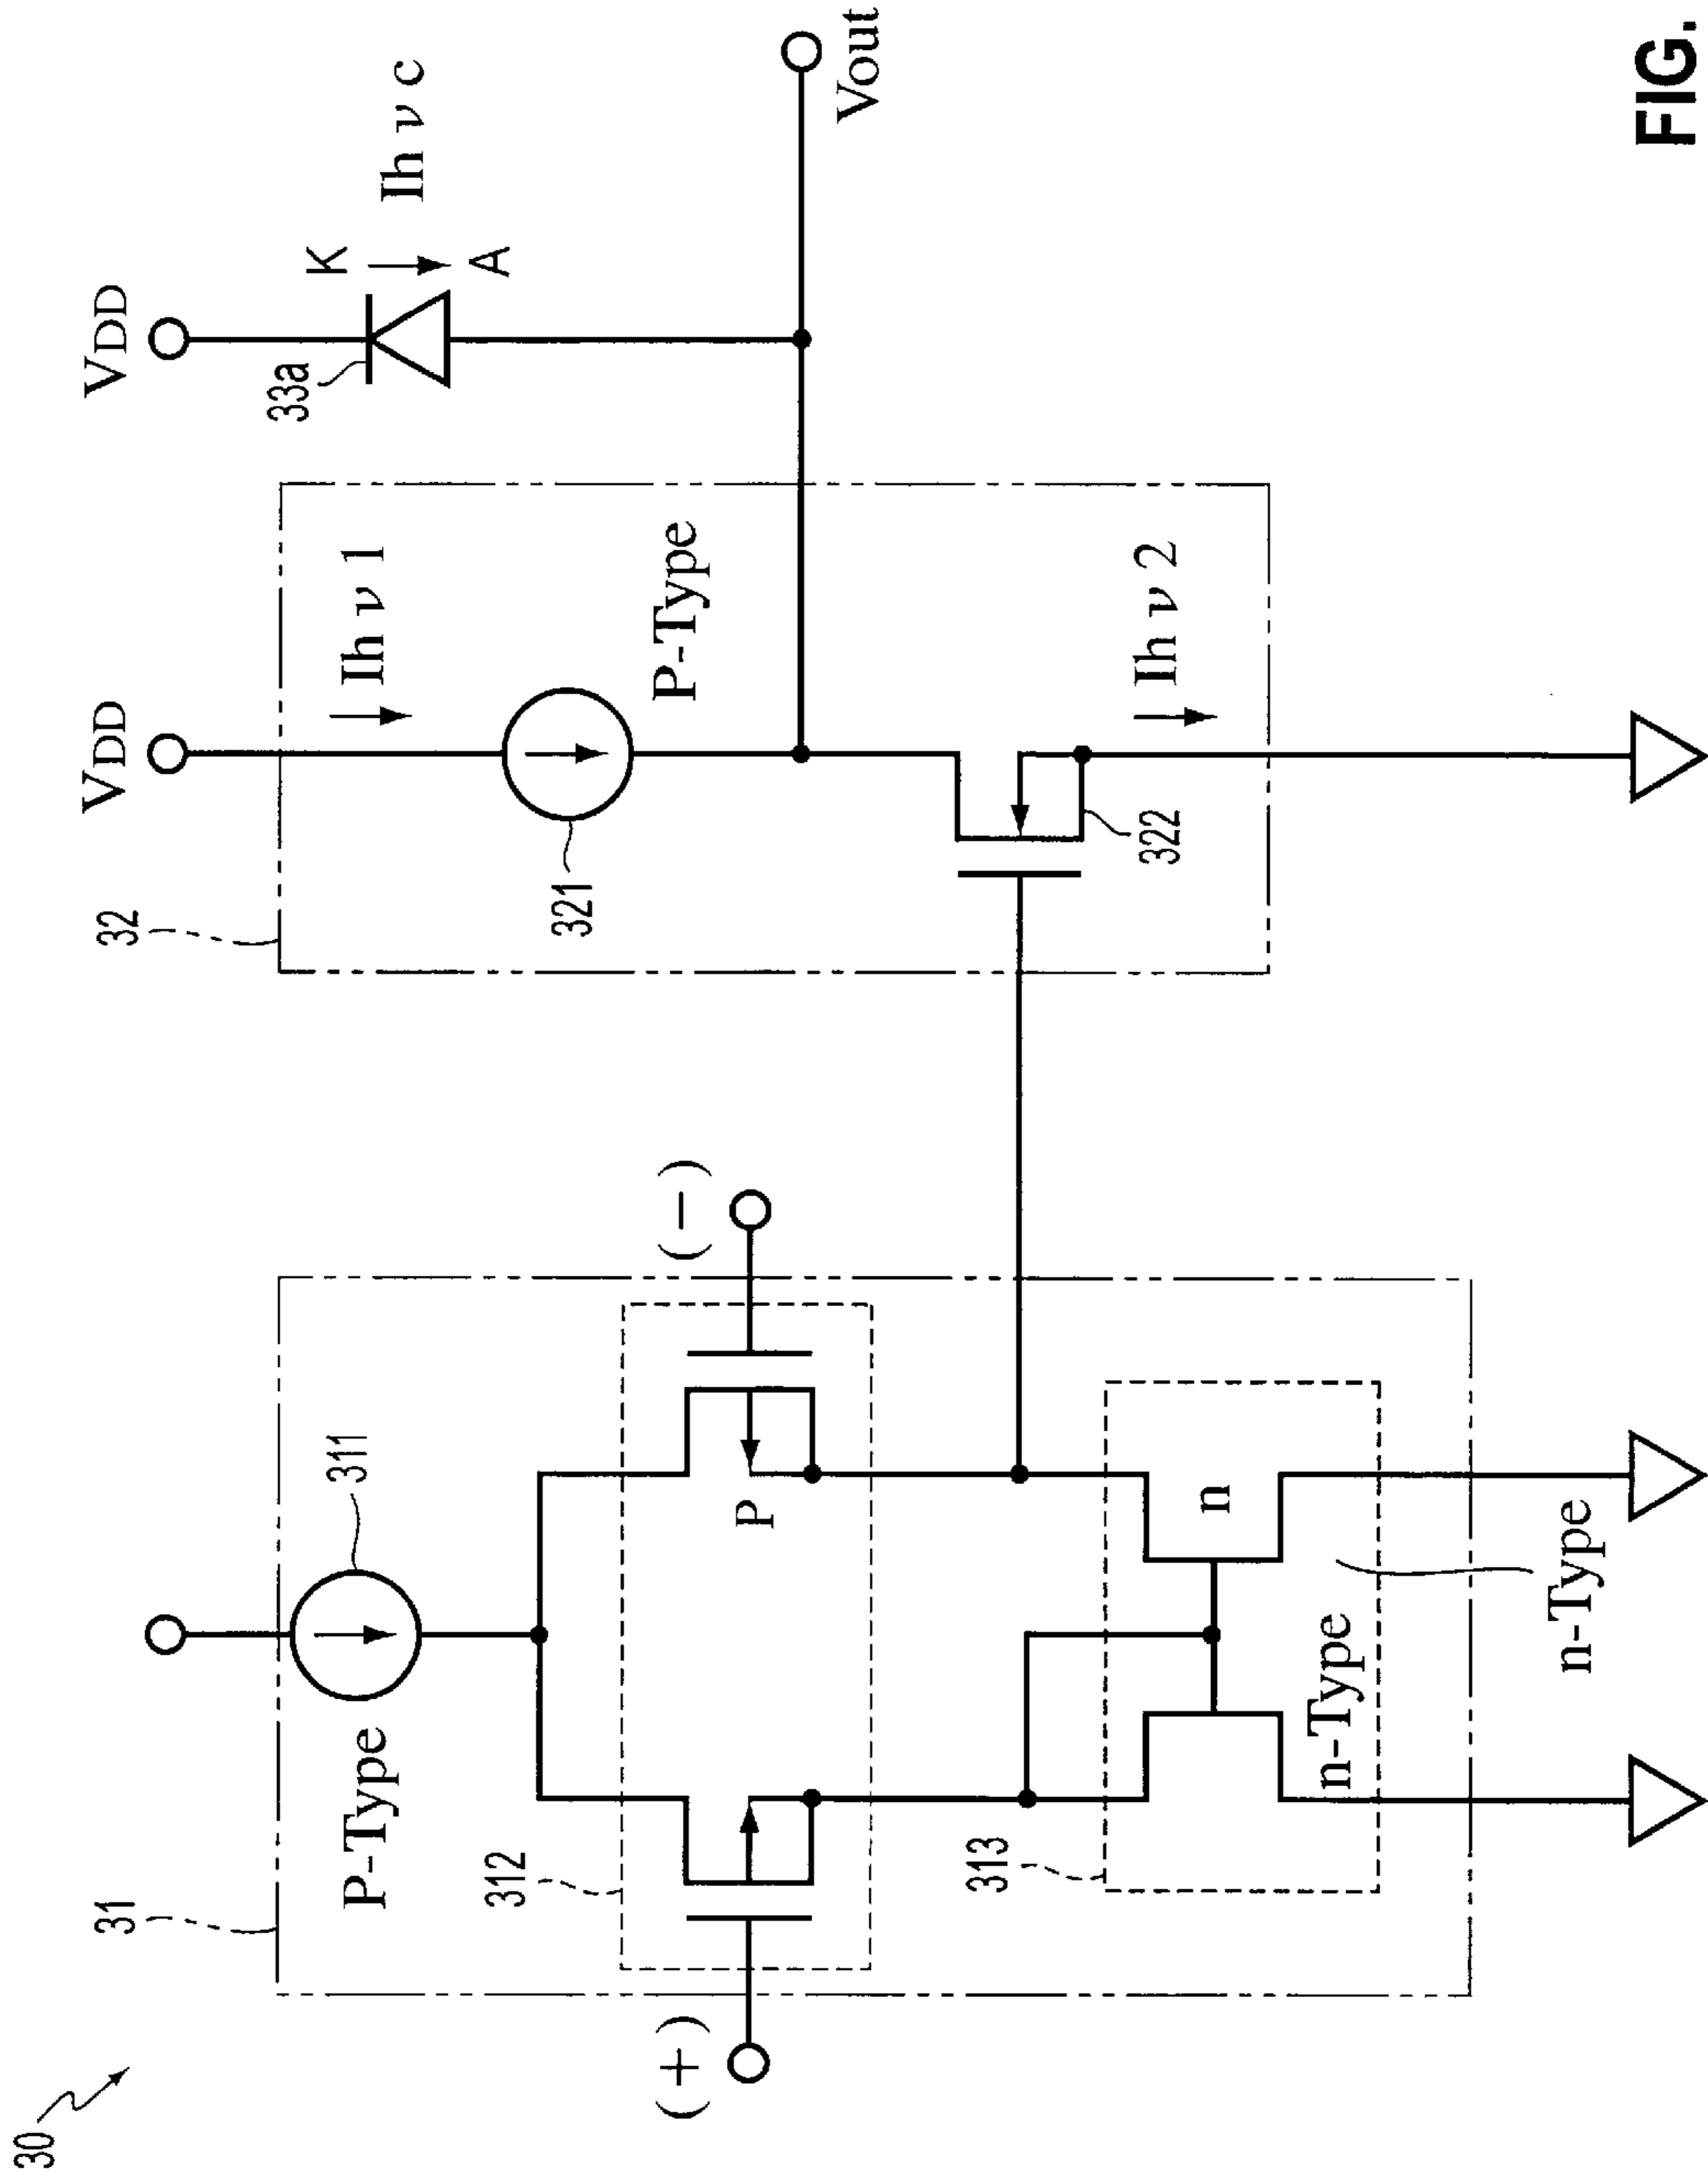 30
31
P-Type
311
312
(+)
(-)
P
313
n
n-Type
n-Type
32
VDD
Ihν1
321
P-Type
322
Ihν2
VDD
33a
K
A
Ihνc
Vout
FIG.